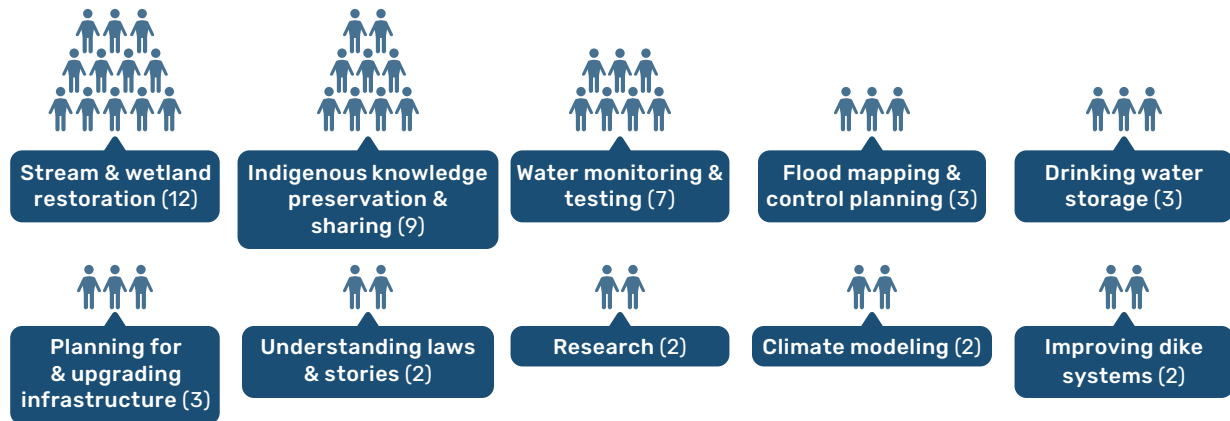 Stream & wetland
restoration (12)
Indigenous knowledge
preservation &
sharing (9)
Water monitoring &
testing (7)
Flood mapping &
control planning (3)
Drinking water
storage (3)
Planning for
& upgrading
infrastructure (3)
Understanding laws
& stories (2)
Research (2)
Climate modeling (2)
Improving dike
systems (2)